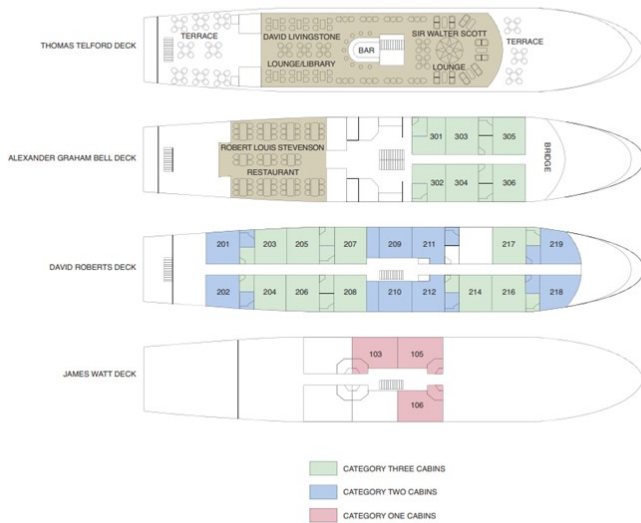 THOMAS TELFORD DECK
TERRACE
DAVID LIVINGSTONE
LOUNGE/LIBRARY
BAR
SIR WALTER SCOTT
LOUNGE
TERRACE
ALEXANDER GRAHAM BELL DECK
ROBERT LOUIS STEVENSON
RESTAURANT
301 303 305
302 304 306
BRIDGE
DAVID ROBERTS DECK
201 203 205 207 209 211 217 219
202 204 206 208 210 212 214 216 218
JAMES WATT DECK
103 105
106
CATEGORY THREE CABINS
CATEGORY TWO CABINS
CATEGORY ONE CABINS